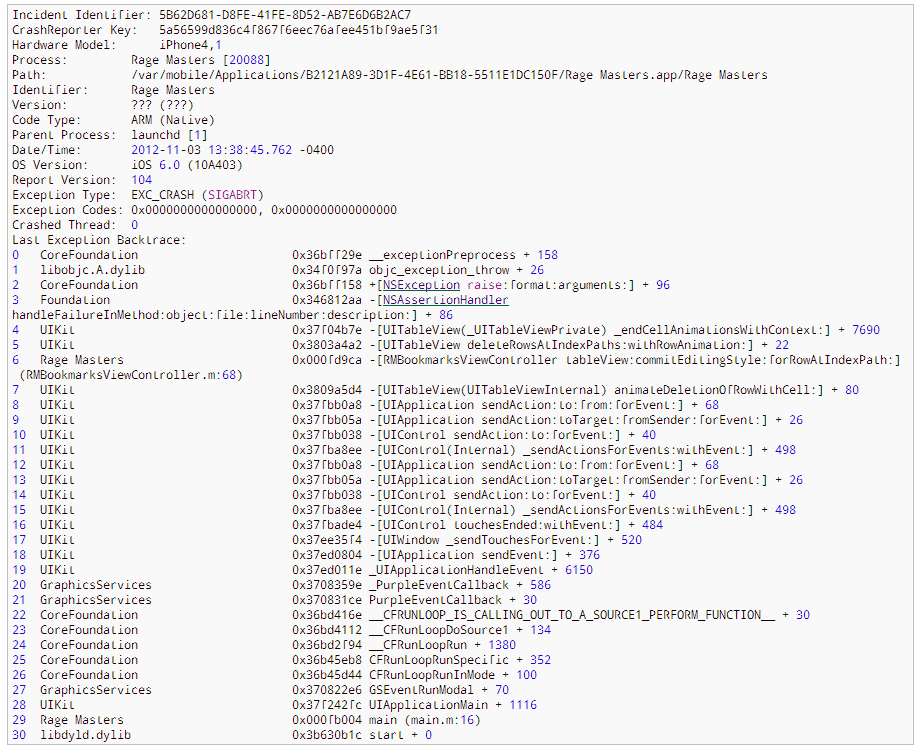 Incident Identifier: 5B62D681-D8FE-41FE-8D52-AB7E6D6B2AC7
CrashReporter Key:   5a56599d836c4f867f6eec76afee451bf9ae5f31
Hardware Model:      iPhone4,1
Process:         Rage Masters [20088]
Path:            /var/mobile/Applications/B2121A89-3D1F-4E61-BB18-5511E1DC150F/Rage Masters.app/Rage Masters
Identifier:      Rage Masters
Version:         ??? (???)
Code Type:       ARM (Native)
Parent Process:  launchd [1]
Date/Time:       2012-11-03 13:38:45.762 -0400
OS Version:      iOS 6.0 (10A403)
Report Version:  104
Exception Type:  EXC_CRASH (SIGABRT)
Exception Codes: 0x0000000000000000, 0x0000000000000000
Crashed Thread:  0
Last Exception Backtrace:
0   CoreFoundation                      0x36bff29e __exceptionPreprocess + 158
1   libobjc.A.dylib                     0x34f0f97a objc_exception_throw + 26
2   CoreFoundation                      0x36bff158 +[NSException raise:format:arguments:] + 96
3   Foundation                          0x346812aa -[NSAssertionHandler
handleFailureInMethod:object:file:lineNumber:description:] + 86
4   UIKit                               0x37f04b7e -[UITableView(_UITableViewPrivate) _endCellAnimationsWithContext:] + 7690
5   UIKit                               0x3803a4a2 -[UITableView deleteRowsAtIndexPaths:withRowAnimation:] + 22
6   Rage Masters                        0x000fd9ca -[RMBookmarksViewController tableView:commitEditingStyle:forRowAtIndexPath:]
(RMBookmarksViewController.m:68)
7   UIKit                               0x3809a5d4 -[UITableView(UITableViewInternal) animateDeletionOfRowWithCell:] + 80
8   UIKit                               0x37fbb0a8 -[UIApplication sendAction:to:from:forEvent:] + 68
9   UIKit                               0x37fbb05a -[UIApplication sendAction:toTarget:fromSender:forEvent:] + 26
10  UIKit                               0x37fbb038 -[UIControl sendAction:to:forEvent:] + 40
11  UIKit                               0x37fba8ee -[UIControl(Internal) _sendActionsForEvents:withEvent:] + 498
12  UIKit                               0x37fbb0a8 -[UIApplication sendAction:to:from:forEvent:] + 68
13  UIKit                               0x37fbb05a -[UIApplication sendAction:toTarget:fromSender:forEvent:] + 26
14  UIKit                               0x37fbb038 -[UIControl sendAction:to:forEvent:] + 40
15  UIKit                               0x37fba8ee -[UIControl(Internal) _sendActionsForEvents:withEvent:] + 498
16  UIKit                               0x37fbade4 -[UIControl touchesEnded:withEvent:] + 484
17  UIKit                               0x37ee35f4 -[UIWindow _sendTouchesForEvent:] + 520
18  UIKit                               0x37ed0804 -[UIApplication sendEvent:] + 376
19  UIKit                               0x37ed011e _UIApplicationHandleEvent + 6150
20  GraphicsServices                    0x3708359e _PurpleEventCallback + 586
21  GraphicsServices                    0x370831ce PurpleEventCallback + 30
22  CoreFoundation                      0x36bd416e __CFRUNLOOP_IS_CALLING_OUT_TO_A_SOURCE1_PERFORM_FUNCTION__ + 30
23  CoreFoundation                      0x36bd4112 __CFRunLoopDoSource1 + 134
24  CoreFoundation                      0x36bd2f94 __CFRunLoopRun + 1380
25  CoreFoundation                      0x36b45eb8 CFRunLoopRunSpecific + 352
26  CoreFoundation                      0x36b45d44 CFRunLoopRunInMode + 100
27  GraphicsServices                    0x370822e6 GSEventRunModal + 70
28  UIKit                               0x37f242fc UIApplicationMain + 1116
29  Rage Masters                        0x000fb004 main (main.m:16)
30  libdyld.dylib                       0x3b630b1c start + 0